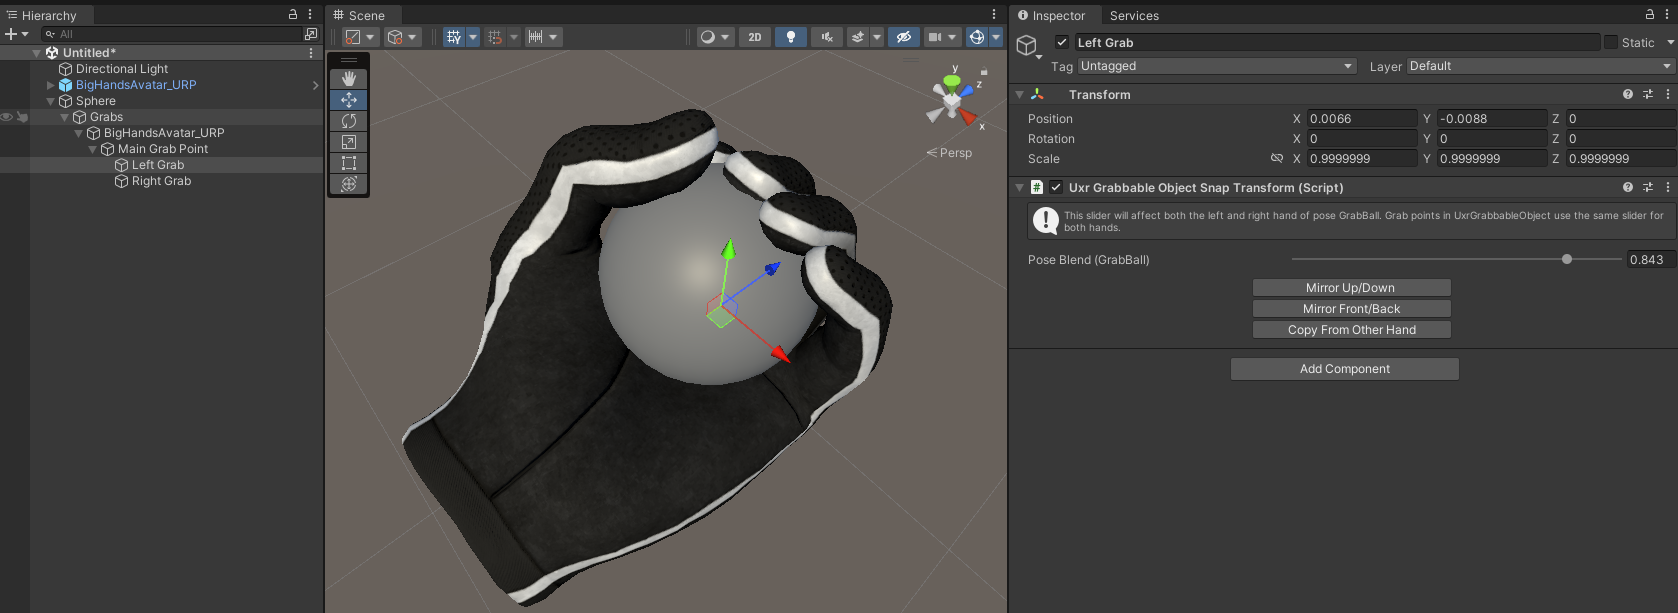 Hierarchy
All
Untitled*
Directional Light
BigHandsAvatar_URP
Sphere
Grabs
BigHandsAvatar_URP
Main Grab Point
Left Grab
Right Grab
Scene
2D
y
z
x
Persp
Inspector Services
Left Grab Static
Tag Untagged Layer Default
Transform
Position X 0.0066 Y -0.0088 Z 0
Rotation X 0 Y 0 Z 0
Scale X 0.9999999 Y 0.9999999 Z 0.9999999
# Uxr Grabbable Object Snap Transform (Script)
This slider will affect both the left and right hand of pose GrabBall. Grab points in UxrGrabbableObject use the same slider for
both hands.
Pose Blend (GrabBall) 0.843
Mirror Up/Down
Mirror Front/Back
Copy From Other Hand
Add Component